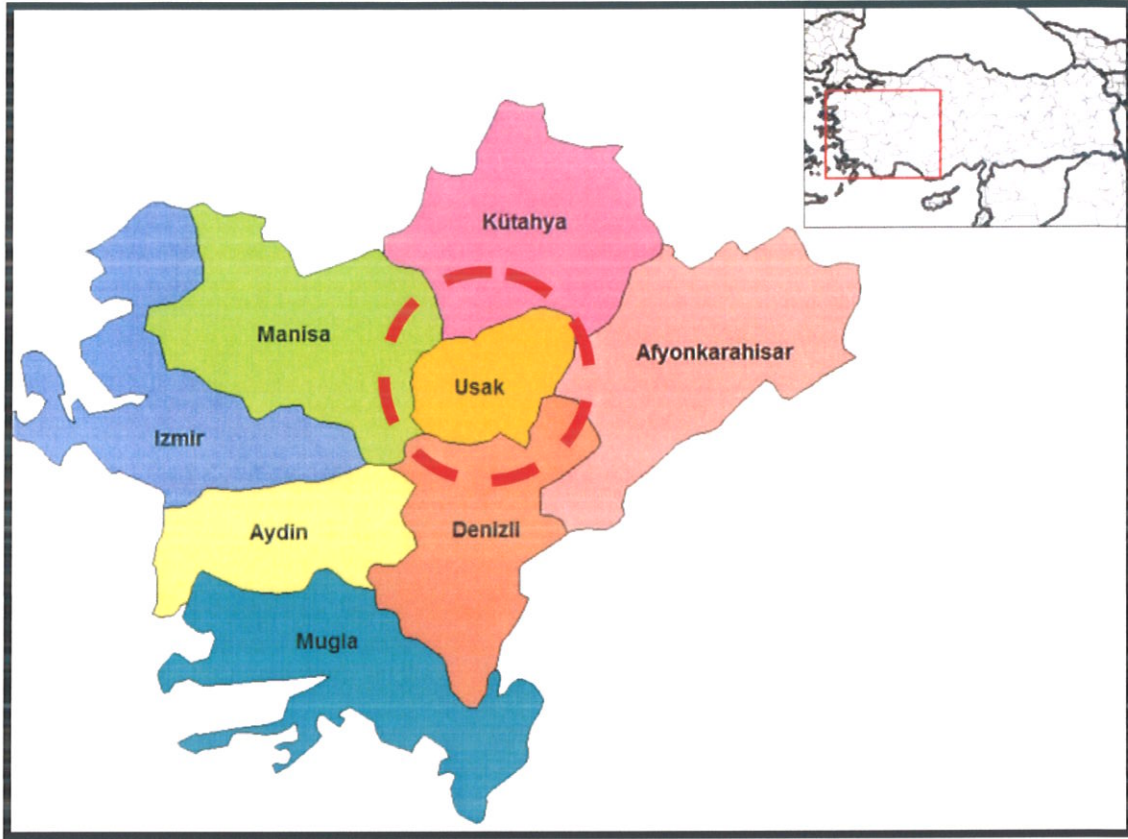 Kütahya
Manisa
Afyonkarahisar
Usak
Izmir
Aydin
Denizli
Mugla